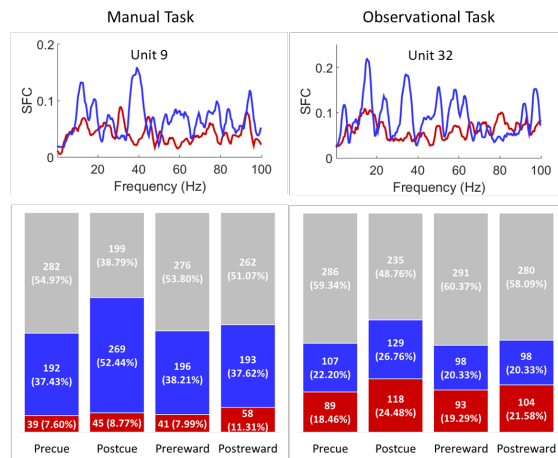 Manual Task
Observational Task
Unit 9
Unit 32
SFC
0.2
0.1
0
20 40 60 80 100
Frequency (Hz)
SFC
0.2
0.1
0
0 20 40 60 80 100
Frequency (Hz)
282
(54.97%)
199
(38.79%)
276
(53.80%)
262
(51.07%)
192
(37.43%)
269
(52.44%)
196
(38.21%)
193
(37.62%)
39 (7.60%)
45 (8.77%)
41 (7.99%)
58
(11.31%)
Precue
Postcue
Prereward
Postreward
286
(59.34%)
235
(48.76%)
291
(60.37%)
280
(58.09%)
107
(22.20%)
129
(26.76%)
98
(20.33%)
98
(20.33%)
89
(18.46%)
118
(24.48%)
93
(19.29%)
104
(21.58%)
Precue
Postcue
Prereward
Postreward